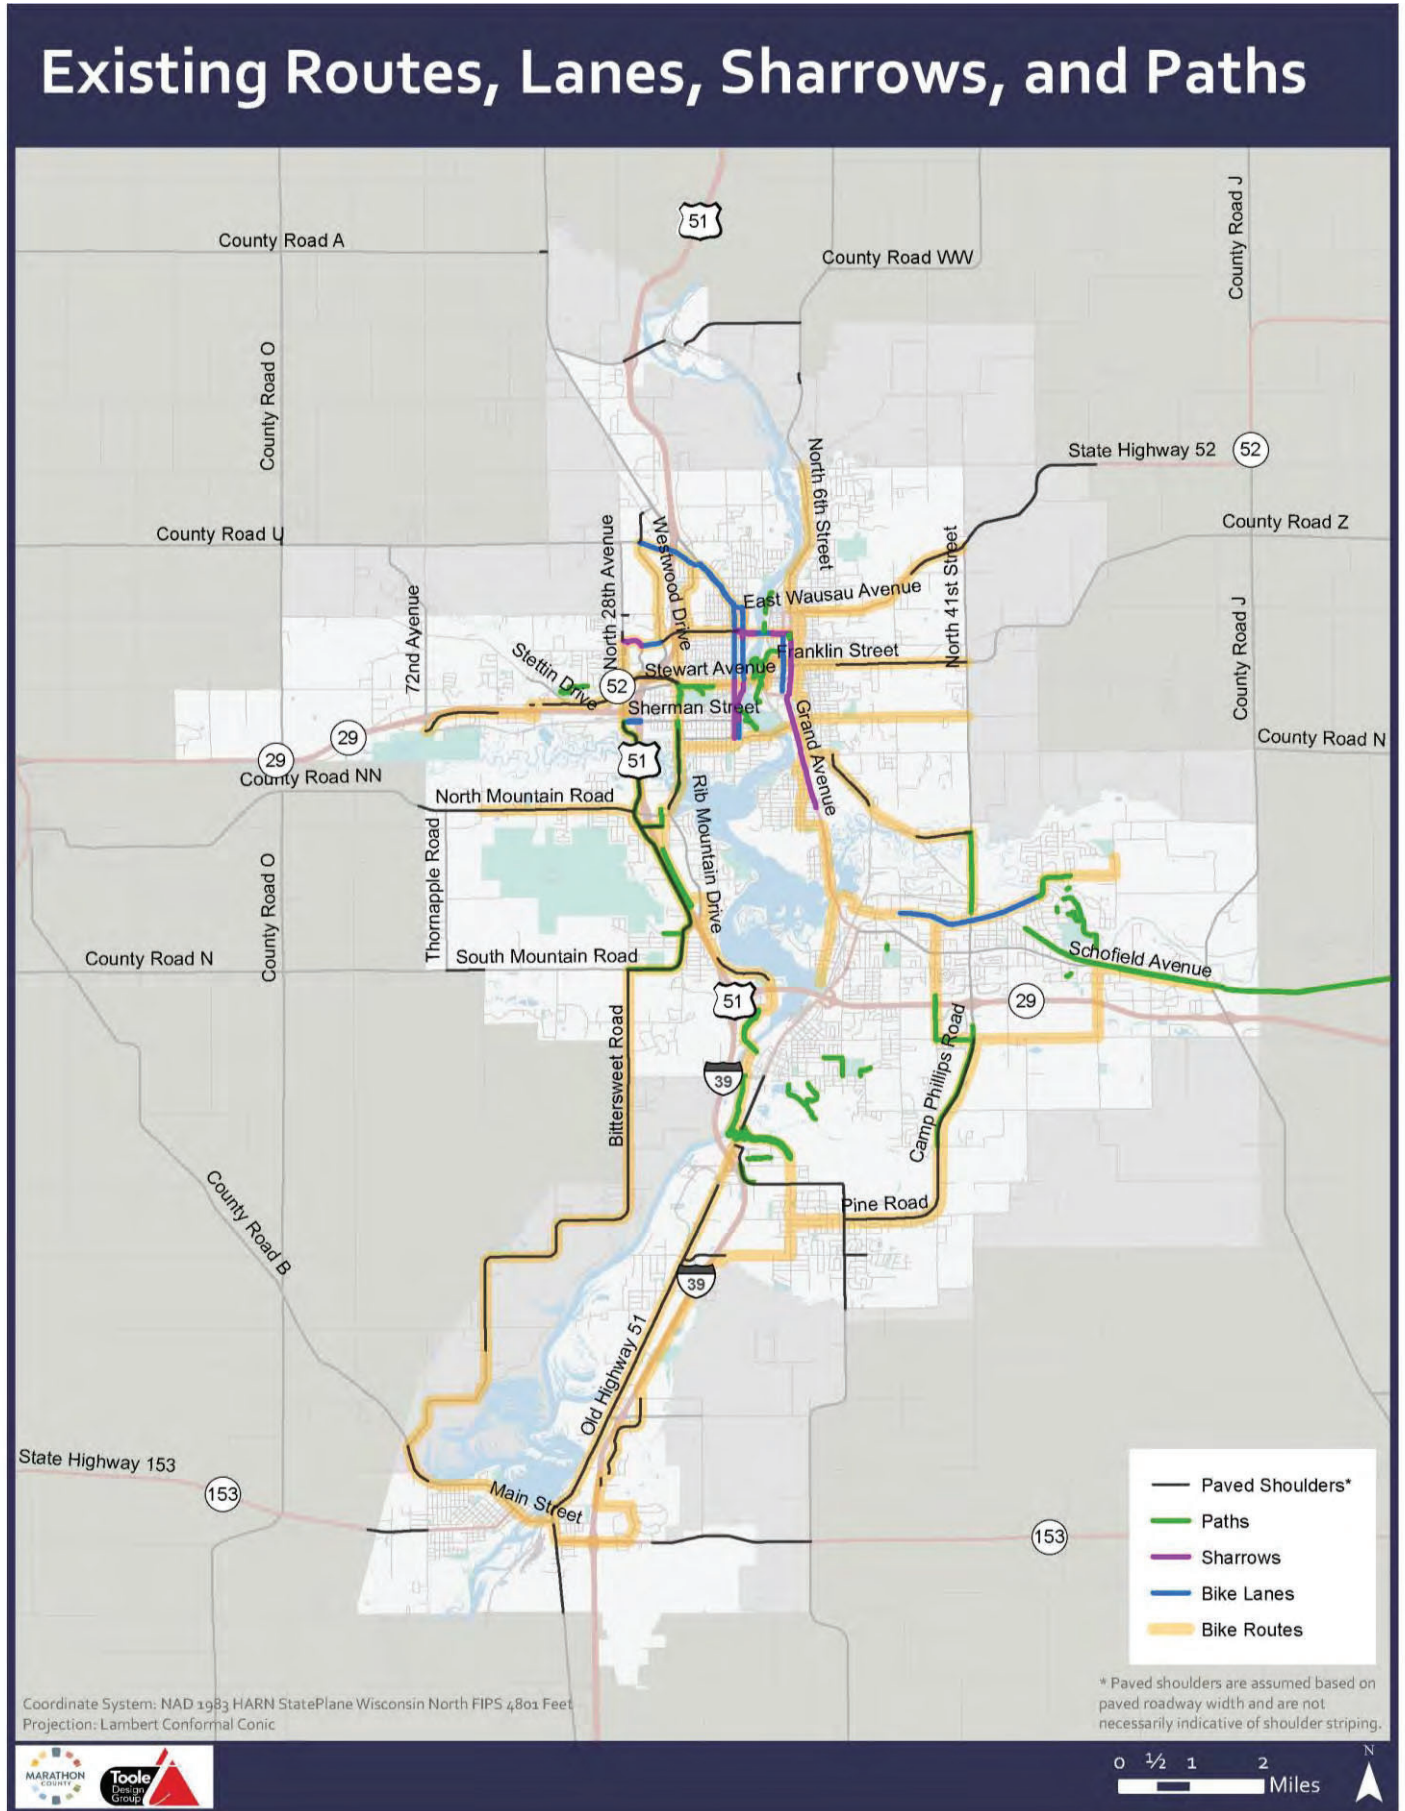 Existing Routes, Lanes, Sharrows, and Paths
51
County Road A
County Road WW
County Road J
County Road O
North 6th Street
State Highway 52
52
County Road U
County Road Z
North 28th Avenue
Westwood Drive
North 41st Street
East Wausau Avenue
72nd Avenue
Stettin Drive
Franklin Street
Stewart Avenue
52
Sherman Street
County Road J
29
29
Grand Avenue
County Road N
51
County Road NN
North Mountain Road
Rib Mountain Drive
Thornapple Road
County Road O
County Road N
South Mountain Road
Schofield Avenue
51
29
Bittersweet Road
39
Camp Phillips Road
County Road B
Pine Road
39
Old Highway 51
State Highway 153
153
Main Street
153
Paved Shoulders*
Paths
Sharrows
Bike Lanes
Bike Routes
* Paved shoulders are assumed based on
paved roadway width and are not
necessarily indicative of shoulder striping.
Coordinate System: NAD 1983 HARN StatePlane Wisconsin North FIPS 4801 Feet
Projection: Lambert Conformal Conic
MARATHON
COUNTY
Toole
Design
Group
0 ½ 1 2
Miles
N